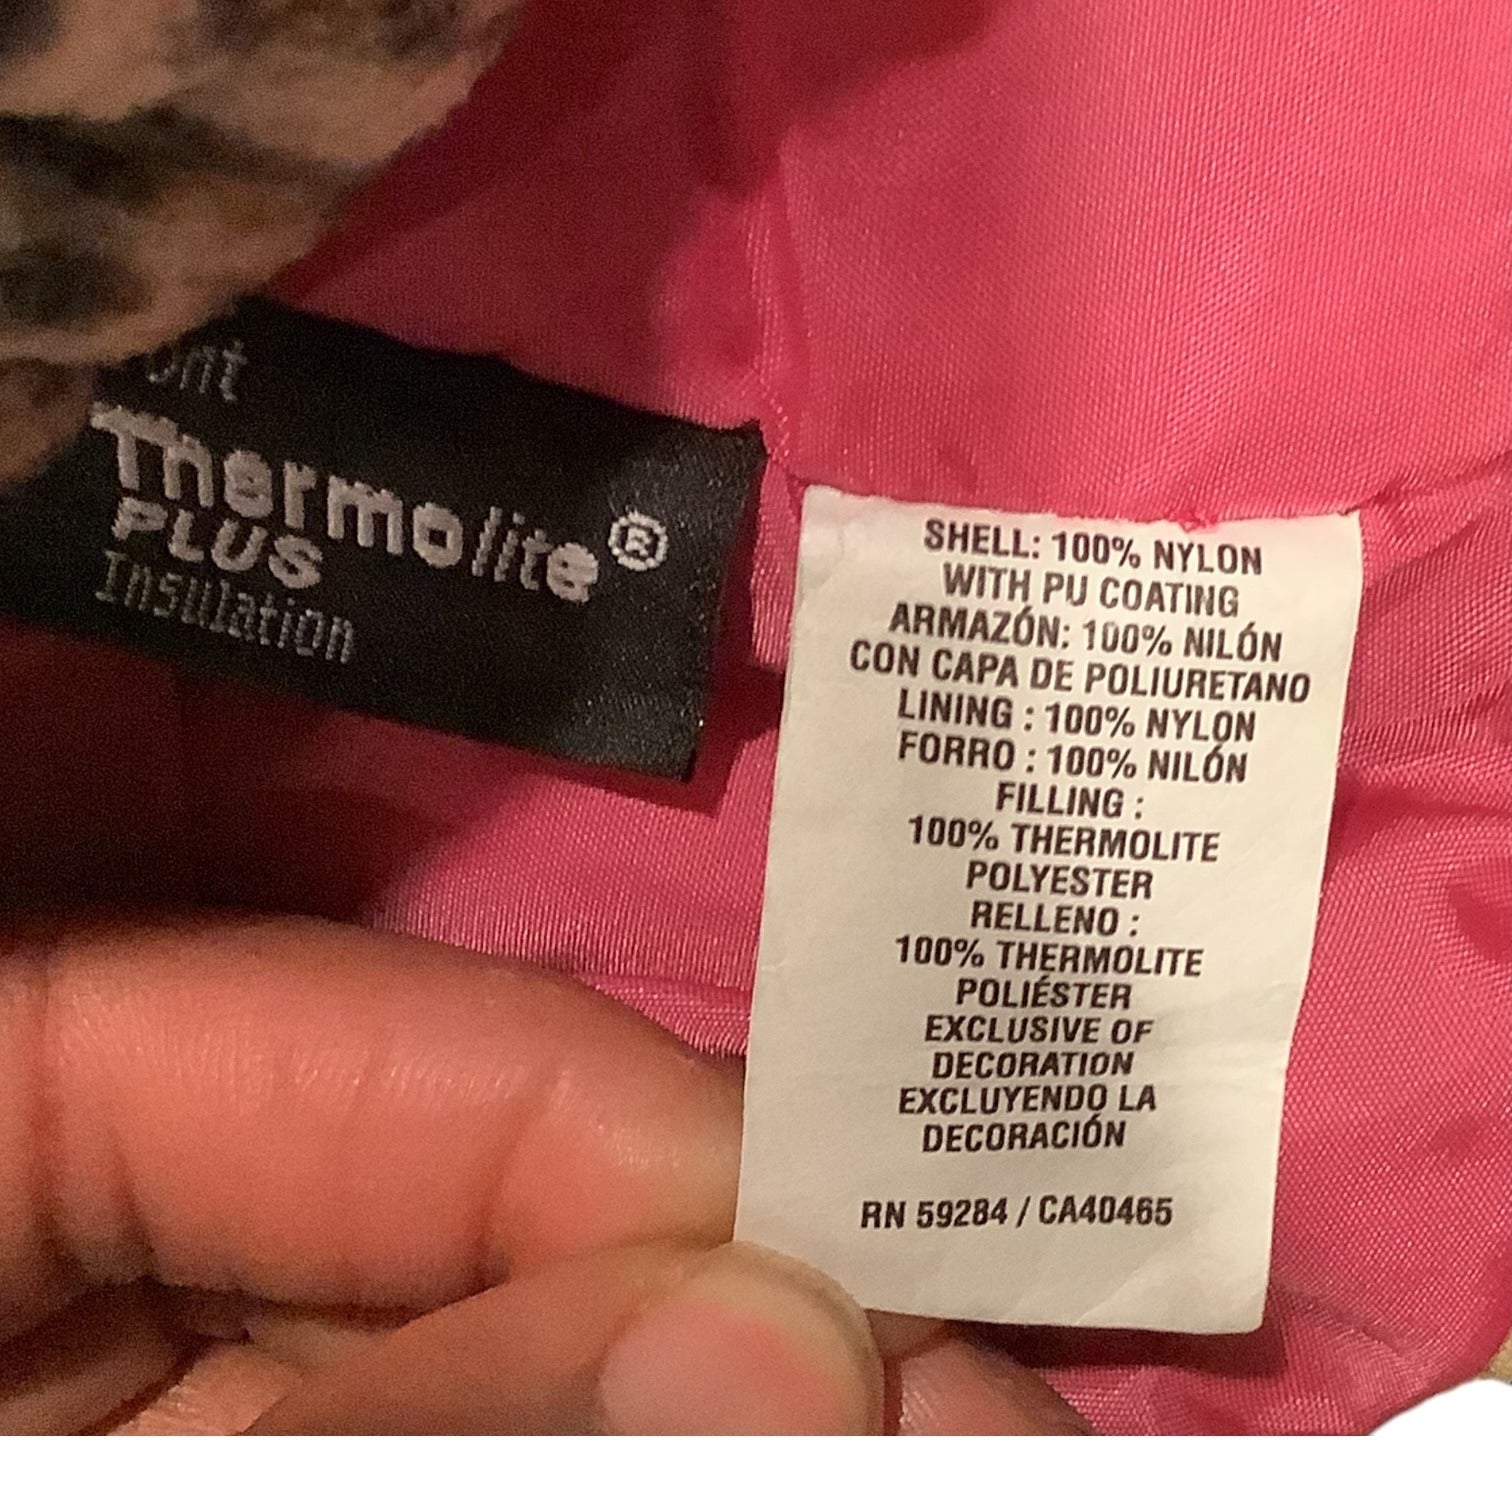 Thermolite®
PLUS
Insulation
SHELL: 100% NYLON
WITH PU COATING
ARMAZÓN: 100% NILÓN
CON CAPA DE POLIURETANO
LINING : 100% NYLON
FORRO : 100% NILÓN
FILLING :
100% THERMOLITE
POLYESTER
RELLENO :
100% THERMOLITE
POLIÉSTER
EXCLUSIVE OF
DECORATION
EXCLUYENDO LA
DECORACIÓN
RN 59284 / CA40465